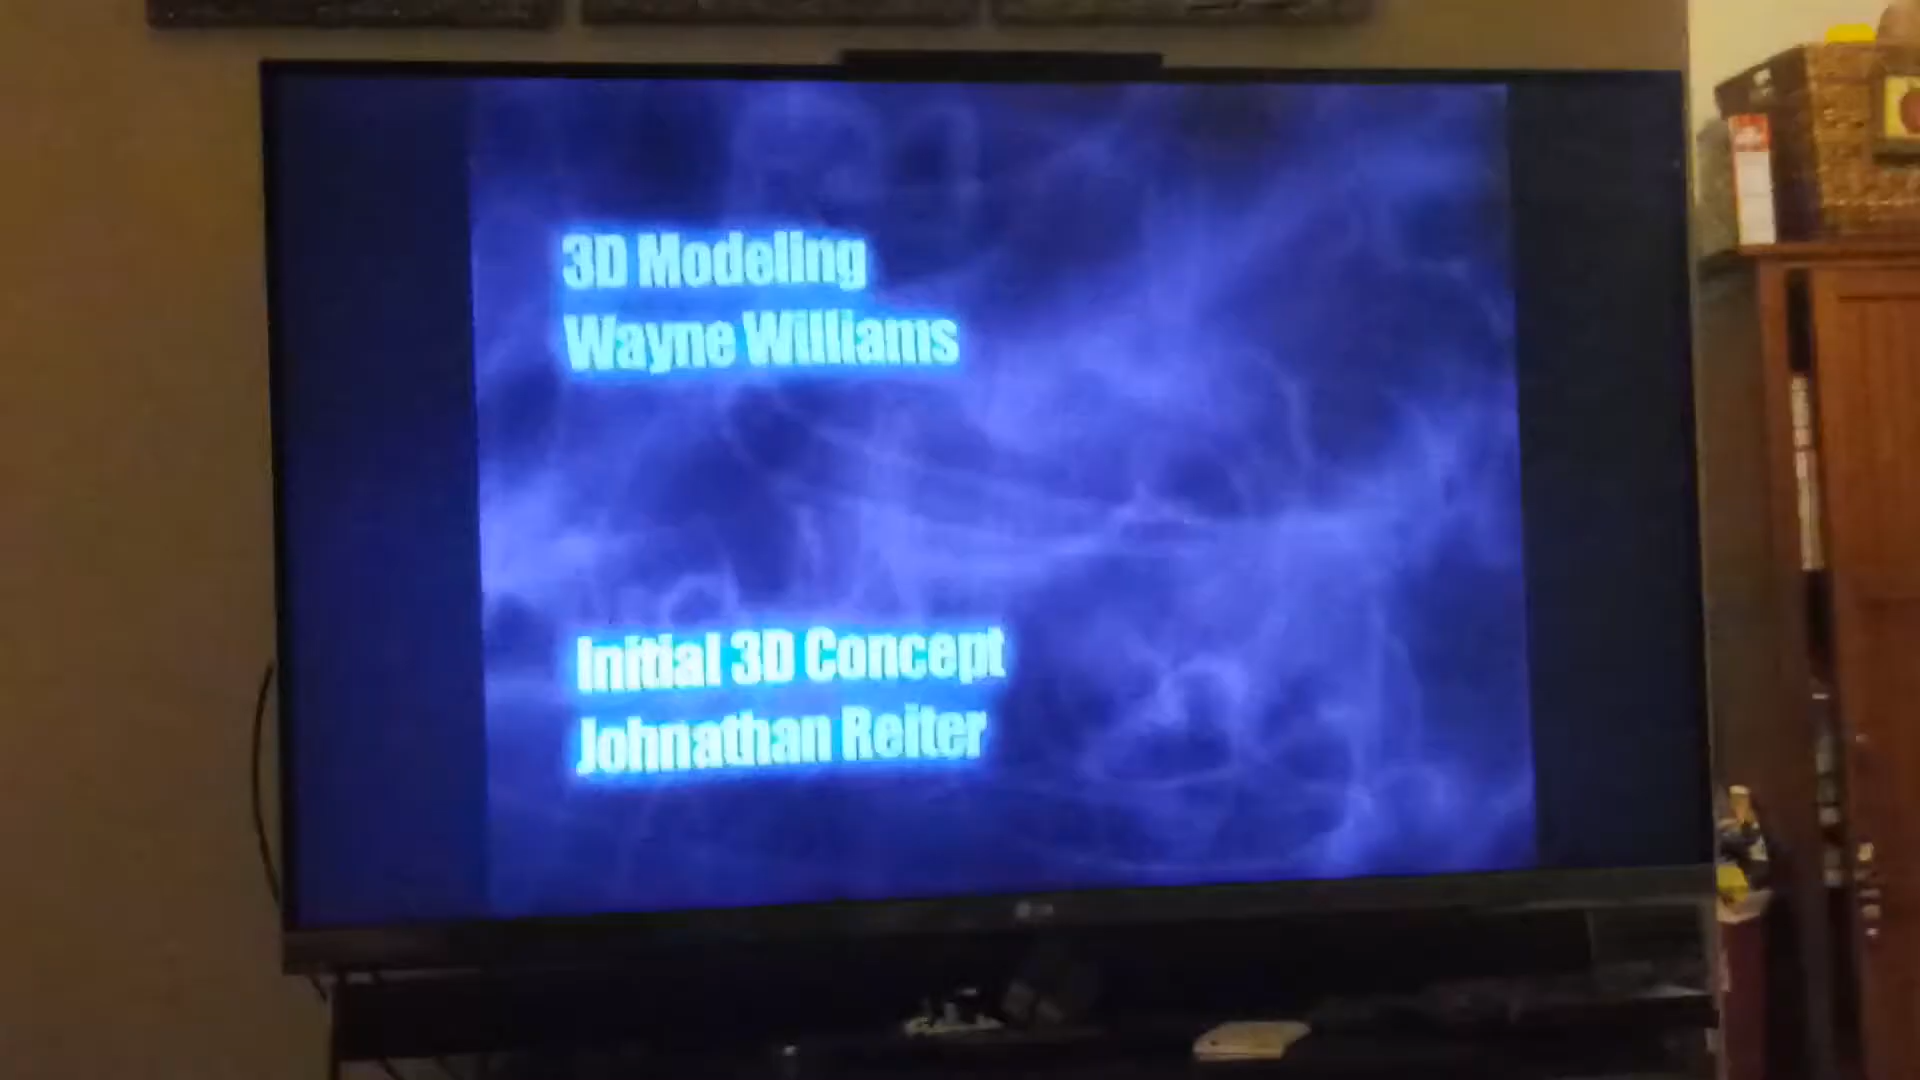 3D Modeling
Wayne Williams
Initial 3D Concept
Johnathan Reiter